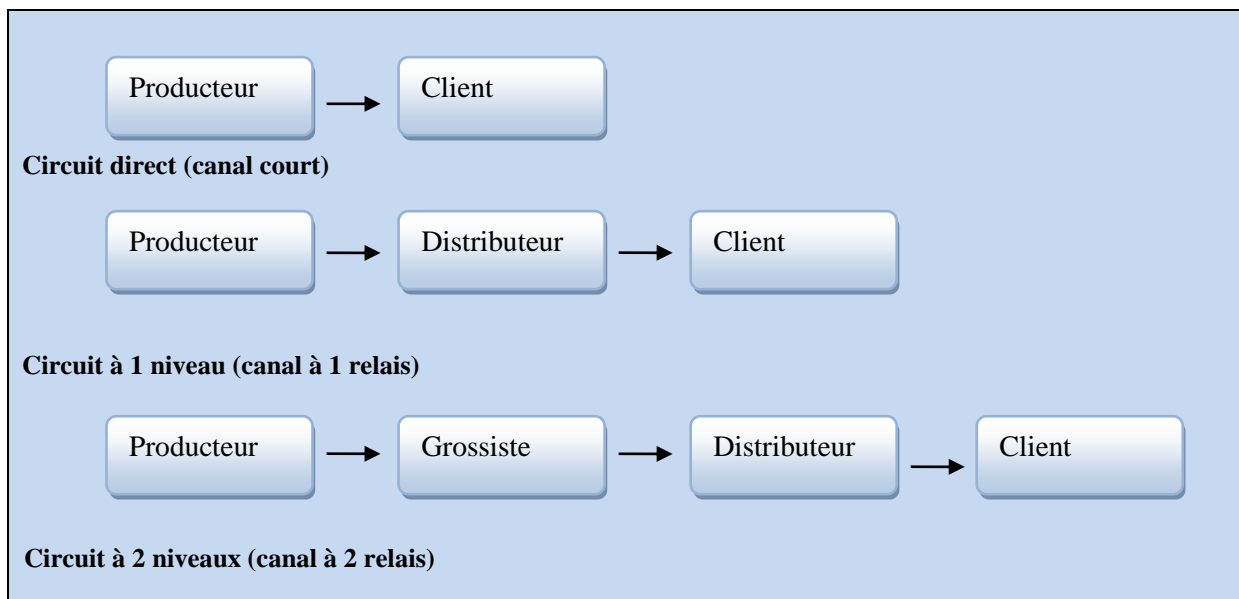 Producteur Client
Circuit direct (canal court)
Producteur Distributeur Client
Circuit à 1 niveau (canal à 1 relais)
Producteur Grossiste Distributeur Client
Circuit à 2 niveaux (canal à 2 relais)